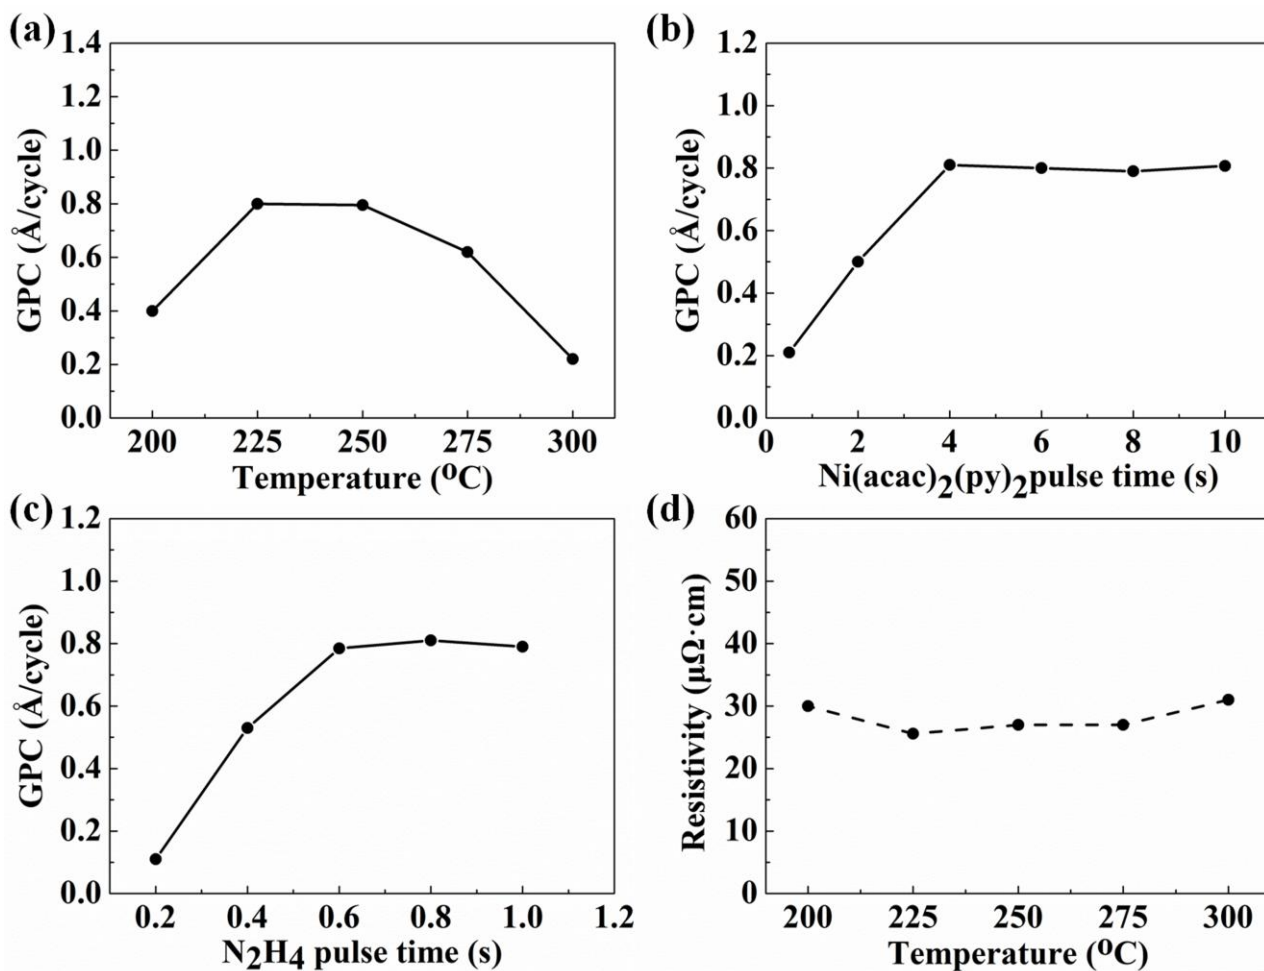 (a)
1.4
1.2
1.0
0.8
0.6
0.4
0.2
0.0
GPC (Å/cycle)
200 225 250 275 300
Temperature (⁰C)
(b)
1.2
1.0
0.8
0.6
0.4
0.2
0.0
GPC (Å/cycle)
0 2 4 6 8 10
Ni(acac)₂(py)₂pulse time (s)
(c)
1.2
1.0
0.8
0.6
0.4
0.2
0.0
GPC (Å/cycle)
0.2 0.4 0.6 0.8 1.0 1.2
N₂H₄ pulse time (s)
(d)
60
50
40
30
20
10
0
Resistivity (μΩ·cm)
200 225 250 275 300
Temperature (⁰C)